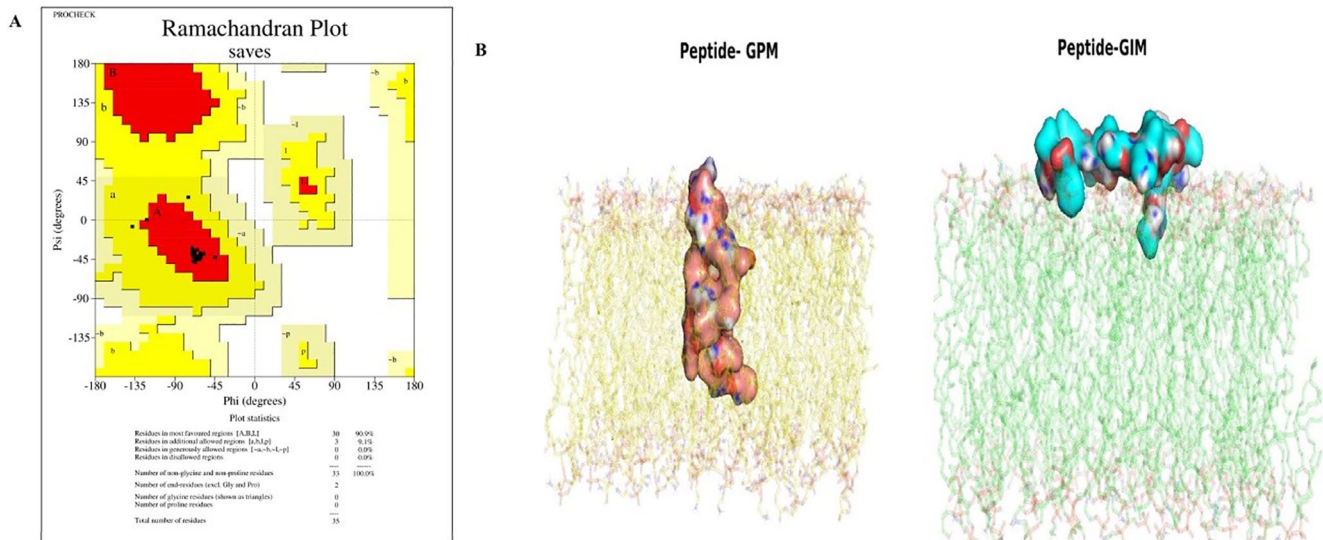 A
PROCHECK
Ramachandran Plot
saves
B
b
a
A
l
~l
~a
~b
~b
b
~b
b
~p
p
~b
180
135
90
45
0
-45
-90
-135
-180 -135 -90 -45 0 45 90 135 180
Psi (degrees)
Phi (degrees)
Plot statistics
Residues in most favoured regions [A,B,L] 30 90.9%
Residues in additional allowed regions [a,b,l,p] 3 9.1%
Residues in generously allowed regions [~a,~b,~l,~p] 0 0.0%
Residues in disallowed regions 0 0.0%
Number of non-glycine and non-proline residues 33 100.0%
Number of end-residues (excl. Gly and Pro) 2
Number of glycine residues (shown as triangles) 0
Number of proline residues 0
Total number of residues 35
B
Peptide- GPM
Peptide-GIM